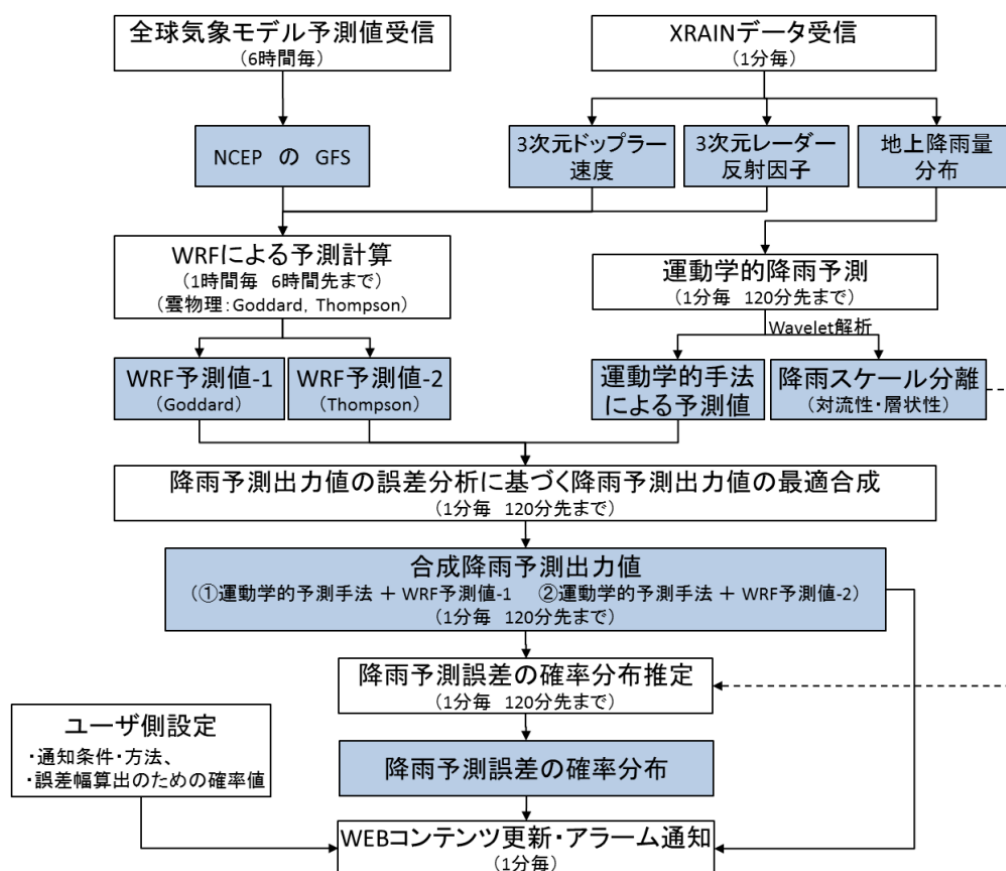 全球気象モデル予測値受信
（6時間毎）
XRAINデータ受信
（1分毎）
NCEP の GFS
3次元ドップラー
速度
3次元レーダー
反射因子
地上降雨量
分布
WRFによる予測計算
（1時間毎 6時間先まで）
（雲物理：Goddard, Thompson）
運動学的降雨予測
（1分毎 120分先まで）
Wavelet解析
WRF予測値-1
（Goddard）
WRF予測値-2
（Thompson）
運動学的手法
による予測値
降雨スケール分離
（対流性・層状性）
降雨予測出力値の誤差分析に基づく降雨予測出力値の最適合成
（1分毎 120分先まで）
合成降雨予測出力値
（①運動学的予測手法 ＋ WRF予測値-1 ②運動学的予測手法 ＋ WRF予測値-2）
（1分毎 120分先まで）
降雨予測誤差の確率分布推定
（1分毎 120分先まで）
ユーザ側設定
・通知条件・方法、
・誤差幅算出のための確率値
降雨予測誤差の確率分布
WEBコンテンツ更新・アラーム通知
（1分毎）